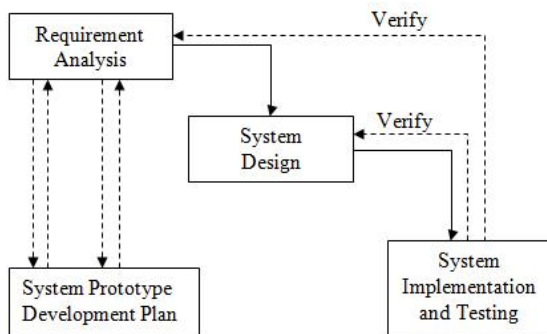 Verify
Requirement
Analysis
Verify
System
Design
System Prototype
Development Plan
System
Implementation
and Testing